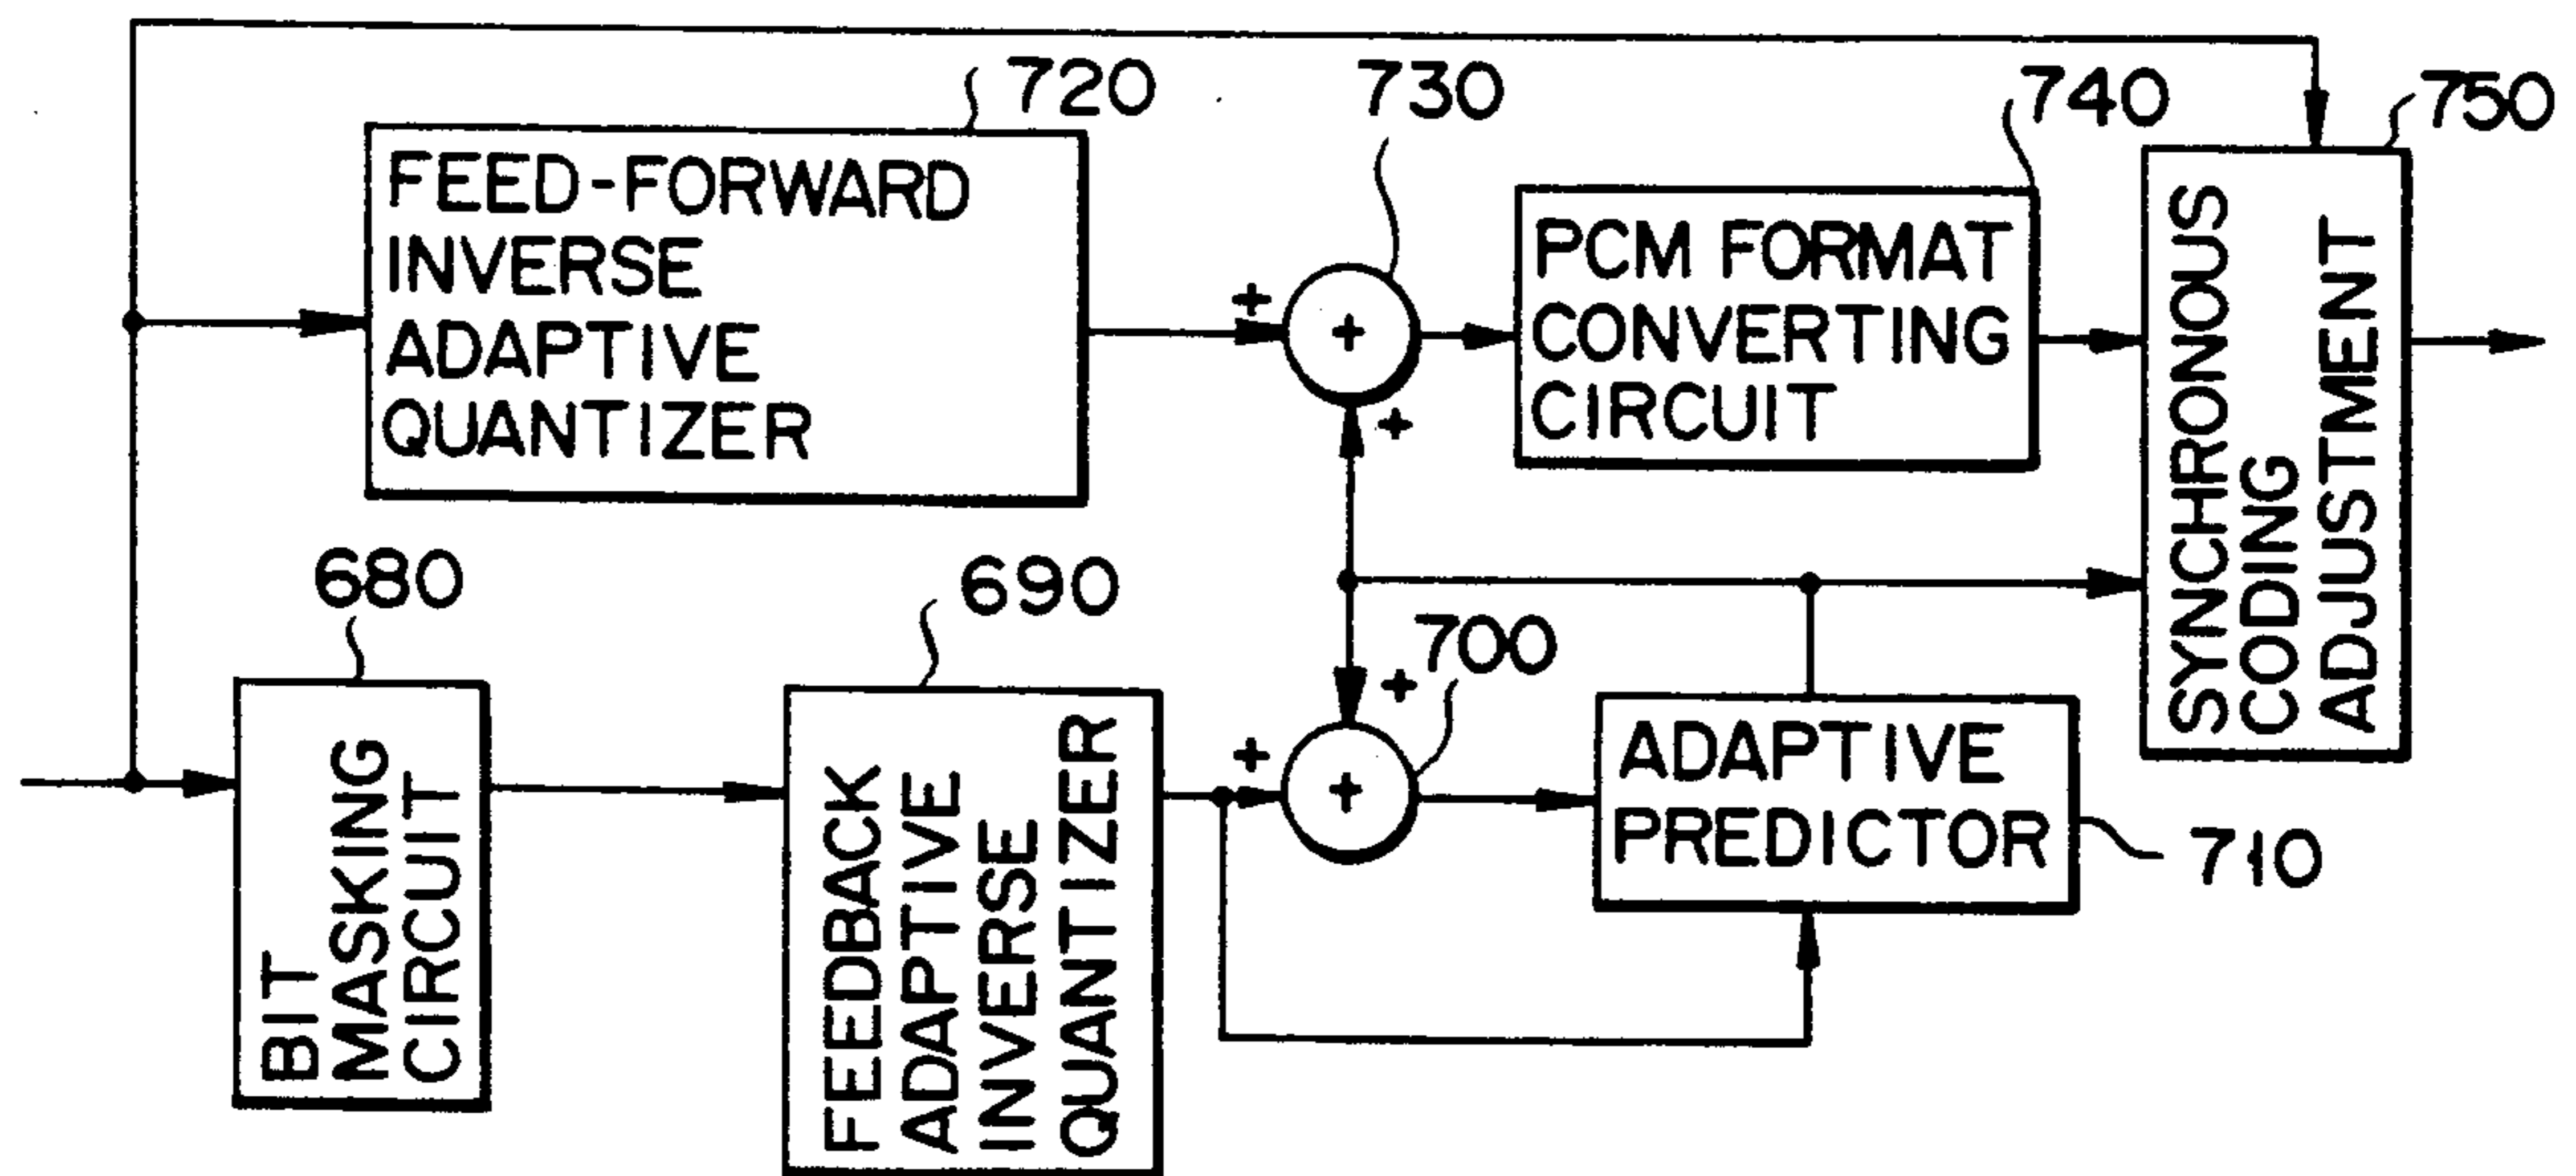 720
730
740
750
FEED-FORWARD
INVERSE
ADAPTIVE
QUANTIZER
+
+
+
PCM FORMAT
CONVERTING
CIRCUIT
SYNCHRONOUS
CODING
ADJUSTMENT
680
690
700
+
+
+
BIT
MASKING
CIRCUIT
FEEDBACK
ADAPTIVE
INVERSE
QUANTIZER
ADAPTIVE
PREDICTOR
710